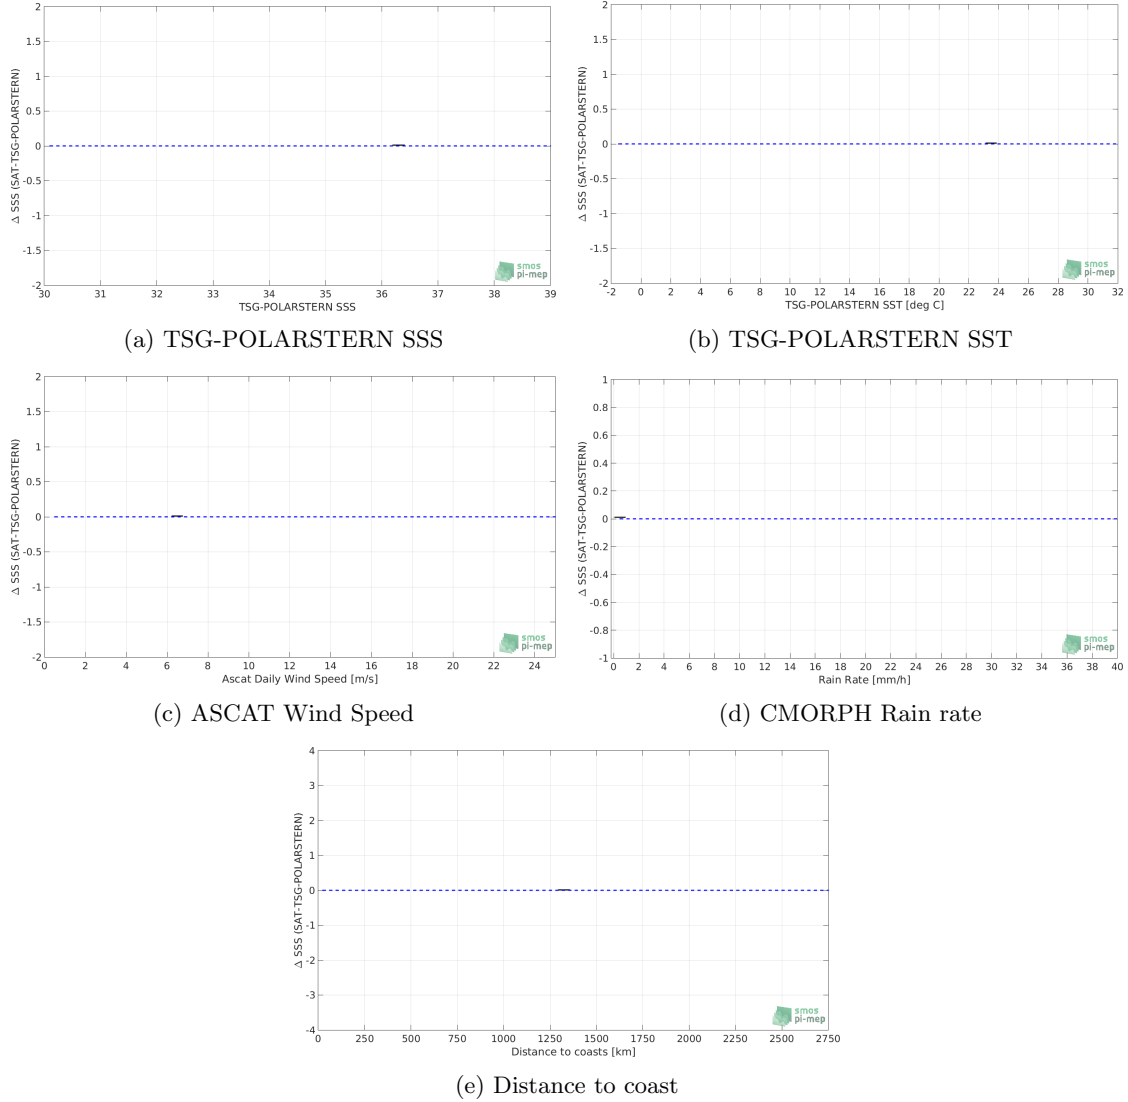 2
1.5
1
0.5
0
-0.5
-1
-1.5
-2
Δ SSS (SAT-TSG-POLARSTERN)
30 31 32 33 34 35 36 37 38 39
TSG-POLARSTERN SSS
smos
pi-mep
(a) TSG-POLARSTERN SSS
2
1.5
1
0.5
0
-0.5
-1
-1.5
-2
Δ SSS (SAT-TSG-POLARSTERN)
-2 0 2 4 6 8 10 12 14 16 18 20 22 24 26 28 30 32
TSG-POLARSTERN SST [deg C]
smos
pi-mep
(b) TSG-POLARSTERN SST
2
1.5
1
0.5
0
-0.5
-1
-1.5
-2
Δ SSS (SAT-TSG-POLARSTERN)
0 2 4 6 8 10 12 14 16 18 20 22 24
Ascat Daily Wind Speed [m/s]
smos
pi-mep
(c) ASCAT Wind Speed
1
0.8
0.6
0.4
0.2
0
-0.2
-0.4
-0.6
-0.8
-1
Δ SSS (SAT-TSG-POLARSTERN)
0 2 4 6 8 10 12 14 16 18 20 22 24 26 28 30 32 34 36 38 40
Rain Rate [mm/h]
smos
pi-mep
(d) CMORPH Rain rate
4
3
2
1
0
-1
-2
-3
-4
Δ SSS (SAT-TSG-POLARSTERN)
0 250 500 750 1000 1250 1500 1750 2000 2250 2500 2750
Distance to coasts [km]
smos
pi-mep
(e) Distance to coast